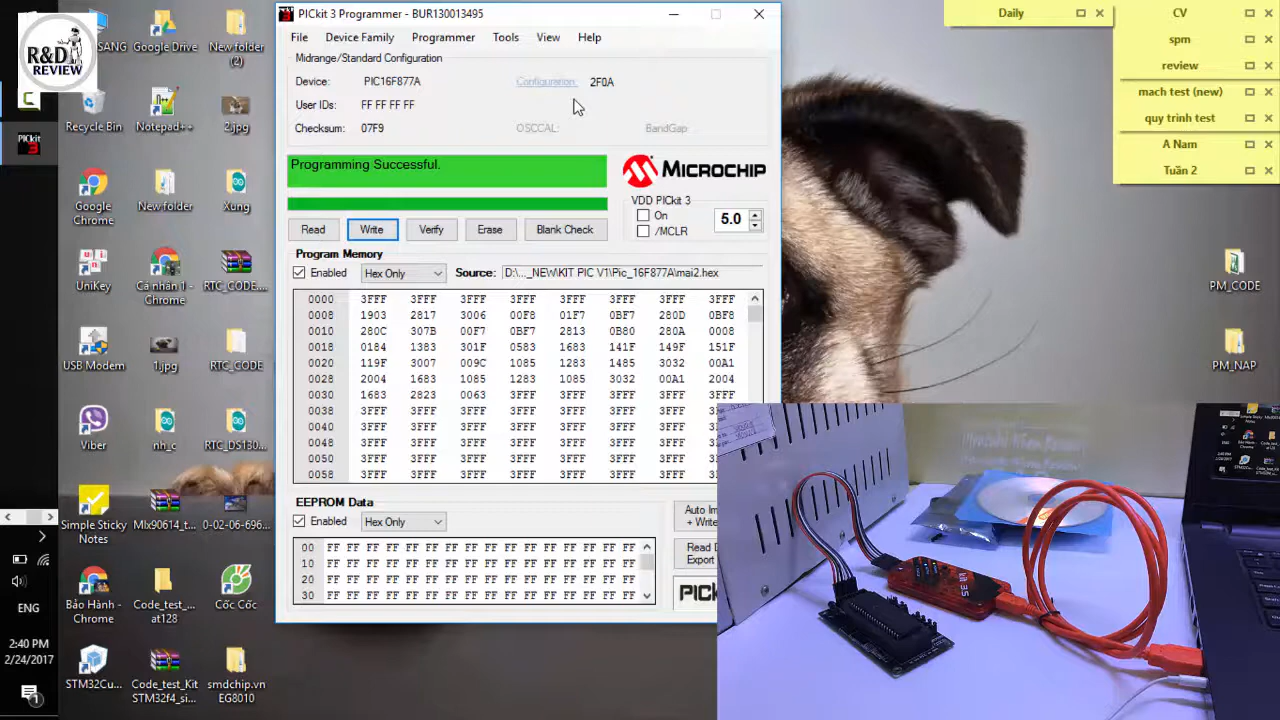 R&D
REVIEW
SANG
Google Drive
New folder
(2)
Recycle Bin
Notepad++
2.jpg
Google
Chrome
New folder
Xung
UniKey
Cá nhân 1 -
Chrome
RTC_CODE....
USB Modem
1.jpg
RTC_CODE
Viber
nh_c
RTC_DS130...
Simple Sticky
Notes
Mlx90614_t...
0-02-06-696...
Bảo Hành -
Chrome
Code_test_...
at128
Cốc Cốc
STM32Cu...
Code_test_Kit
STM32f4_si...
smdchip.vn
EG8010
ENG
2:40 PM
2/24/2017
PICkit 3 Programmer - BUR130013495
File Device Family Programmer Tools View Help
Midrange/Standard Configuration
Device: PIC16F877A Configuration: 2F0A
User IDs: FF FF FF FF
Checksum: 07F9 OSCCAL: BandGap:
Programming Successful.
MICROCHIP
VDD PICkit 3
On
/MCLR
5.0
Read Write Verify Erase Blank Check
Program Memory
Enabled Hex Only Source: D:\..._NEW\KIT PIC V1\Pic_16F877A\mai2.hex
0000 3FFF 3FFF 3FFF 3FFF 3FFF 3FFF 3FFF 3FFF
0008 1903 2817 3006 00F8 01F7 0BF7 280D 0BF8
0010 280C 307B 00F7 0BF7 2813 0B80 280A 0008
0018 0184 1383 301F 0583 1683 141F 149F 151F
0020 119F 3007 009C 1085 1283 1485 3032 00A1
0028 2004 1683 1085 1283 1085 3032 00A1 2004
0030 1683 2823 0063 3FFF 3FFF 3FFF 3FFF 3FFF
0038 3FFF 3FFF 3FFF 3FFF 3FFF 3FFF 3FFF 3FFF
0040 3FFF 3FFF 3FFF 3FFF 3FFF 3FFF 3FFF 3FFF
0048 3FFF 3FFF 3FFF 3FFF 3FFF 3FFF 3FFF 3FFF
0050 3FFF 3FFF 3FFF 3FFF 3FFF 3FFF 3FFF 3FFF
0058 3FFF 3FFF 3FFF 3FFF 3FFF 3FFF 3FFF 3FFF
EEPROM Data
Enabled Hex Only
00 FF FF FF FF FF FF FF FF FF FF FF FF FF FF FF FF
10 FF FF FF FF FF FF FF FF FF FF FF FF FF FF FF FF
20 FF FF FF FF FF FF FF FF FF FF FF FF FF FF FF FF
30 FF FF FF FF FF FF FF FF FF FF FF FF FF FF FF FF
Auto Im
+ Write
Read D
Export
PIC
Daily
CV
spm
review
mach test (new)
quy trinh test
A Nam
Tuần 2
PM_CODE
PM_NAP